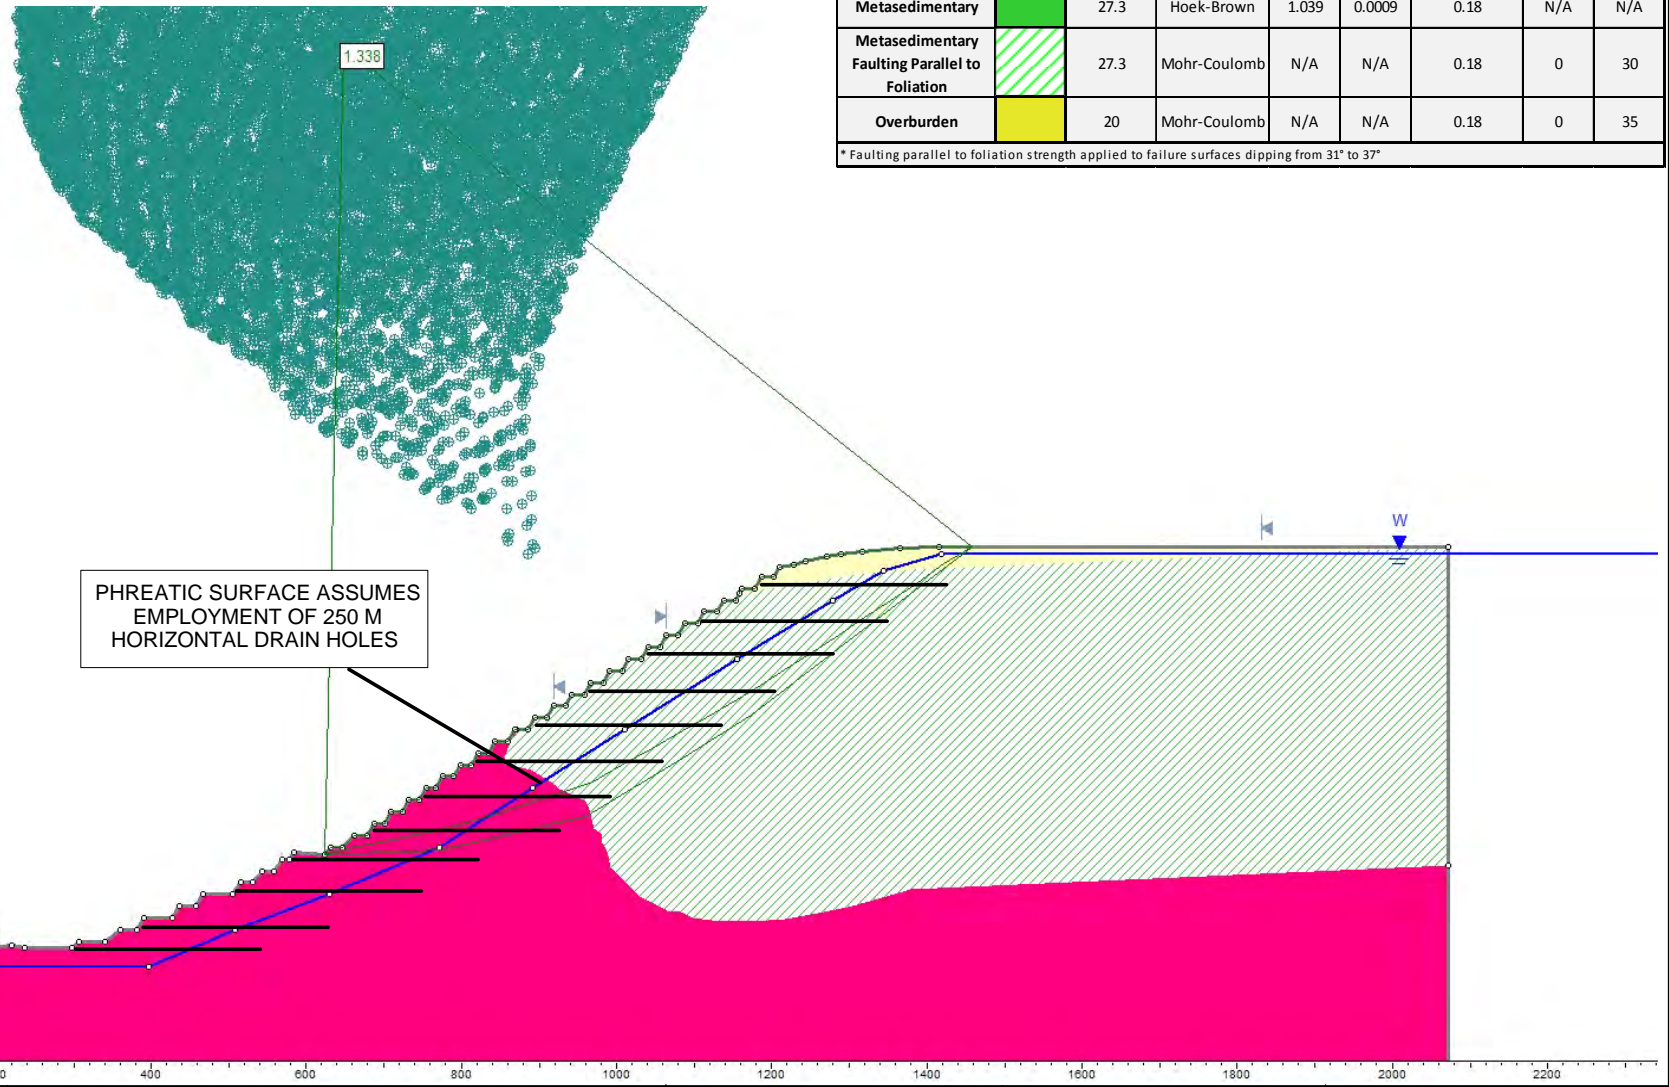 Metasedimentary 27.3 Hoek-Brown 1.039 0.0009 0.18 N/A N/A
Metasedimentary
Faulting Parallel to
Foliation
27.3 Mohr-Coulomb N/A N/A 0.18 0 30
Overburden 20 Mohr-Coulomb N/A N/A 0.18 0 35
* Faulting parallel to foliation strength applied to failure surfaces dipping from 31° to 37°
1.338
W
PHREATIC SURFACE ASSUMES
EMPLOYMENT OF 250 M
HORIZONTAL DRAIN HOLES
400 600 800 1000 1200 1400 1600 1800 2000 2200